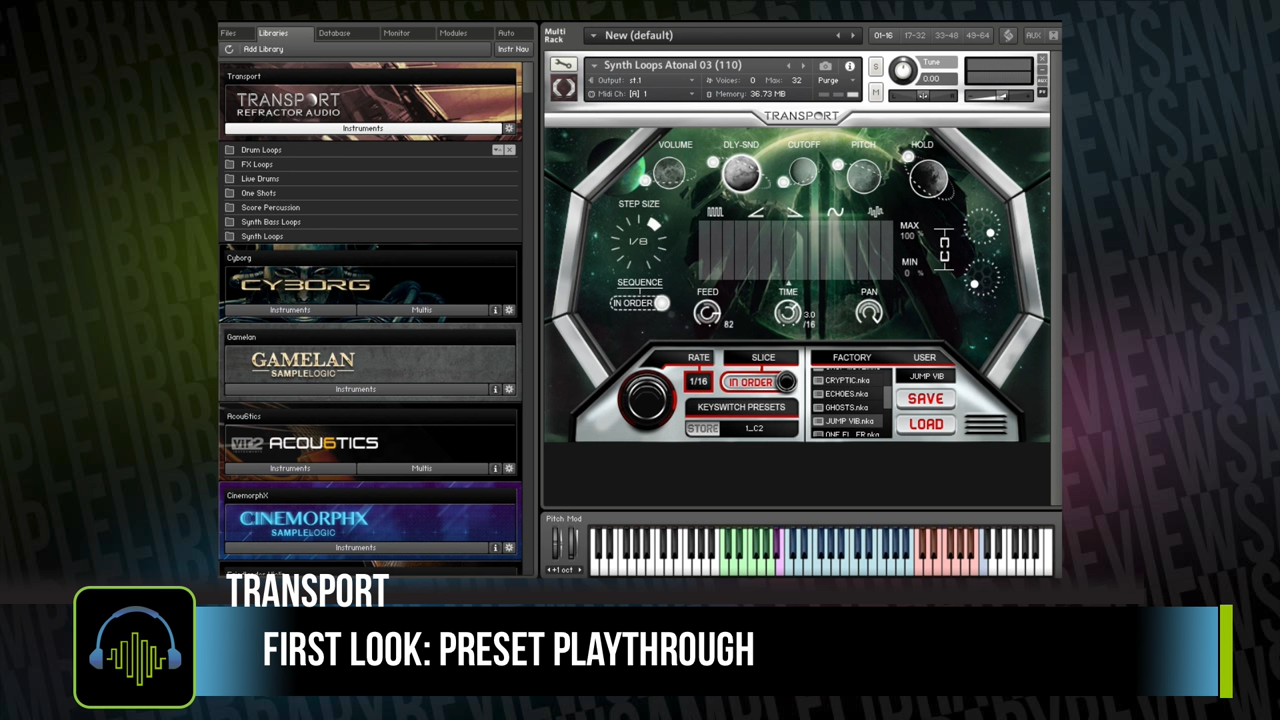 Files
Libraries
Database
Monitor
Modules
Auto
Add Library
Instr Nav
Transport
TRANSPORT
REFRACTOR AUDIO
Instruments
Drum Loops
FX Loops
Live Drums
One Shots
Score Percussion
Synth Bass Loops
Synth Loops
Cyborg
CYBORG
Instruments
Multis
Gamelan
GAMELAN
SAMPLELOGIC
Instruments
Acou6tics
vir2 ACOU6TICS
Instruments
Multis
CinemorphX
CINEMORPHX
SAMPLELOGIC
Instruments
Multi Rack
New (default)
01-16
17-32
33-48
49-64
AUX
Synth Loops Atonal 03 (110)
Output: st.1
Voices: 0
Max: 32
Purge
Midi Ch: [A] 1
Memory: 36.73 MB
S
M
Tune
0.00
AUX
PV
TRANSPORT
VOLUME
DLY-SND
CUTOFF
PITCH
HOLD
STEP SIZE
1/8
MAX
100 %
MIN
0 %
SEQUENCE
IN ORDER
FEED
82
TIME
3.0
/16
PAN
RATE
1/16
SLICE
IN ORDER
KEYSWITCH PRESETS
STORE
1_C2
FACTORY
USER
CRYPTIC.nka
ECHOES.nka
GHOSTS.nka
JUMP VIB.nka
JUMP VIB
SAVE
LOAD
Pitch Mod
+1 oct
TRANSPORT
FIRST LOOK: PRESET PLAYTHROUGH